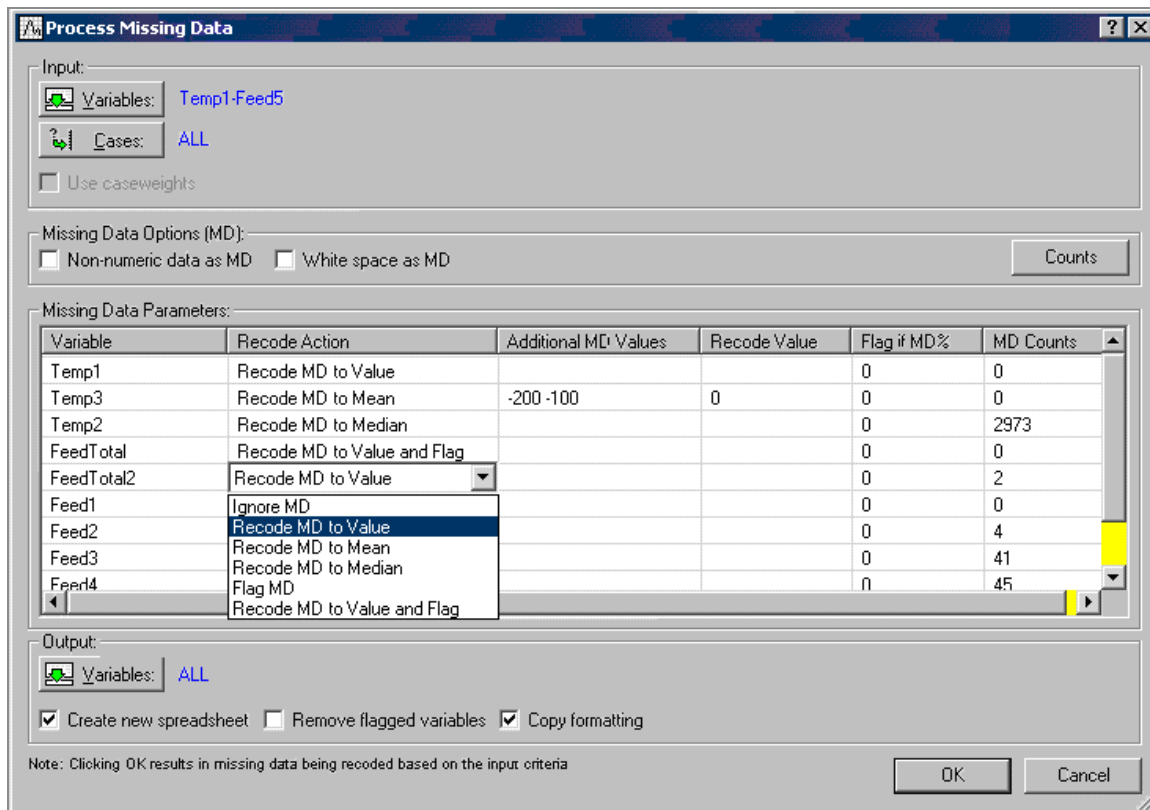 Process Missing Data
Input:
Variables: Temp1-Feed5
Cases: ALL
Use caseweights
Missing Data Options (MD):
Non-numeric data as MD White space as MD Counts
Missing Data Parameters:
Variable Recode Action Additional MD Values Recode Value Flag if MD% MD Counts
Temp1 Recode MD to Value 0 0
Temp3 Recode MD to Mean -200 -100 0 0 0
Temp2 Recode MD to Median 0 2973
FeedTotal Recode MD to Value and Flag 0 0
FeedTotal2 Recode MD to Value 0 2
Feed1 Ignore MD 0 0
Feed2 Recode MD to Value 0 4
Recode MD to Mean
Feed3 Recode MD to Median 0 41
Feed4 Flag MD 0 45
Recode MD to Value and Flag
Output:
Variables: ALL
Create new spreadsheet Remove flagged variables Copy formatting
Note: Clicking OK results in missing data being recoded based on the input criteria
OK Cancel